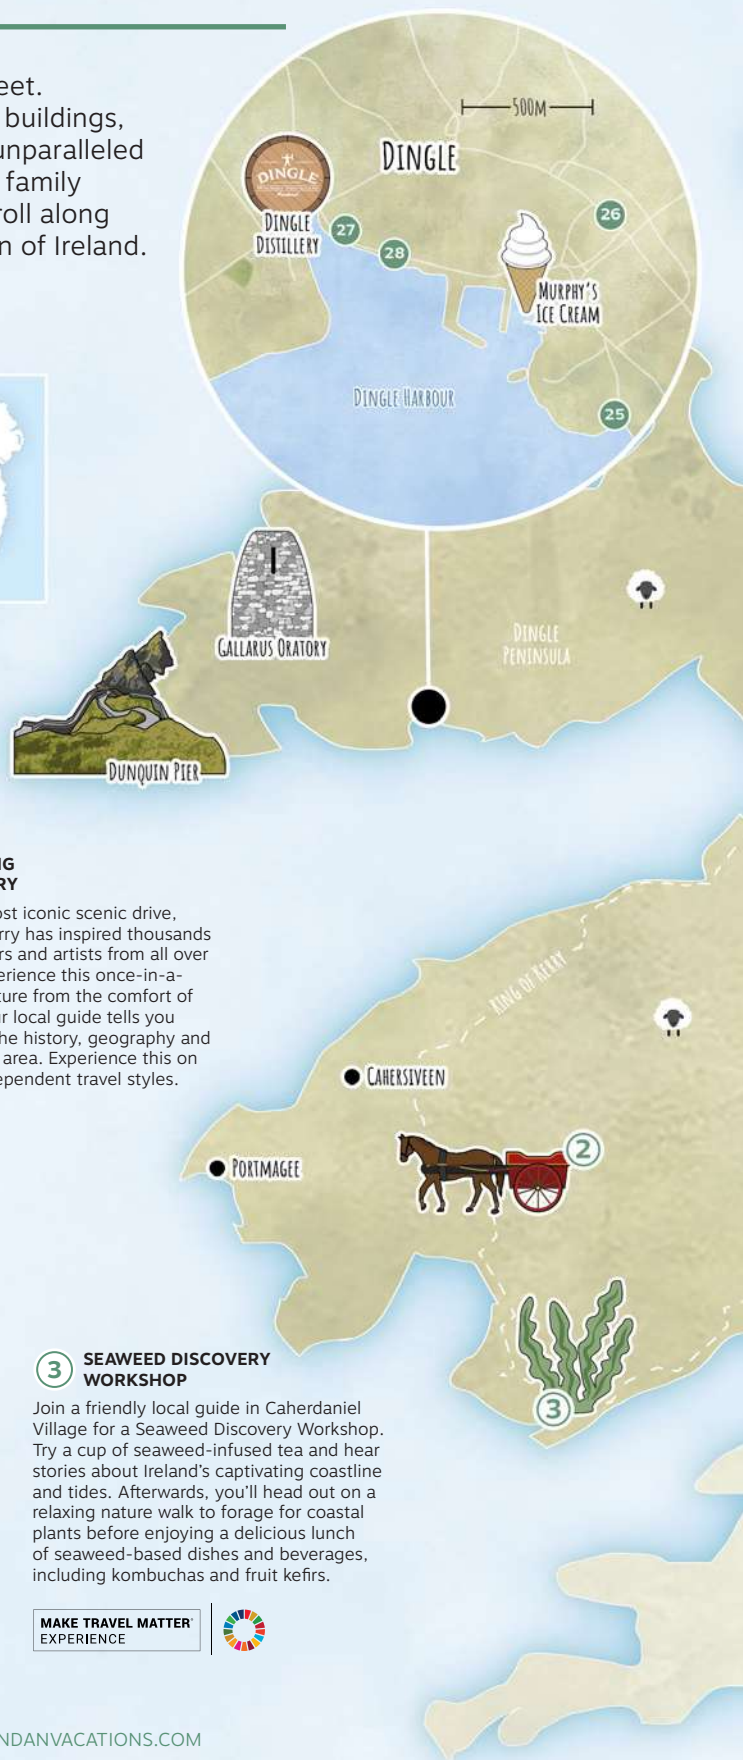 eet.
buildings,
unparalleled
family
roll along
n of Ireland.
500M
DINGLE
DINGLE
DINGLE
DISTILLERY
27
28
26
MURPHY'S
ICE CREAM
DINGLE HARBOUR
25
GALLARUS ORATORY
DINGLE
PENINSULA
DUNQUIN PIER
NG
RY
ost iconic scenic drive,
rry has inspired thousands
rs and artists from all over
erience this once-in-a-
ture from the comfort of
ur local guide tells you
he history, geography and
area. Experience this on
ependent travel styles.
RING OF KERRY
CAHERSIVEEN
PORTMAGEE
2
3
SEAWEED DISCOVERY
WORKSHOP
Join a friendly local guide in Caherdaniel
Village for a Seaweed Discovery Workshop.
Try a cup of seaweed-infused tea and hear
stories about Ireland's captivating coastline
and tides. Afterwards, you'll head out on a
relaxing nature walk to forage for coastal
plants before enjoying a delicious lunch
of seaweed-based dishes and beverages,
including kombuchas and fruit kefirs.
3
MAKE TRAVEL MATTER®
EXPERIENCE
NDANVACATIONS.COM